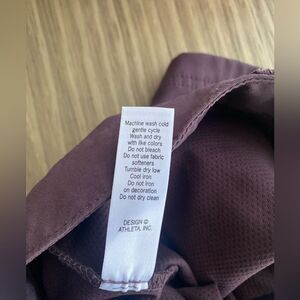 Machine wash cold
gentle cycle
Wash and dry
with like colors
Do not bleach
Do not use fabric
softeners
Tumble dry low
Cool iron
Do not iron
on decoration
Do not dry clean
DESIGN ©
ATHLETA, INC.